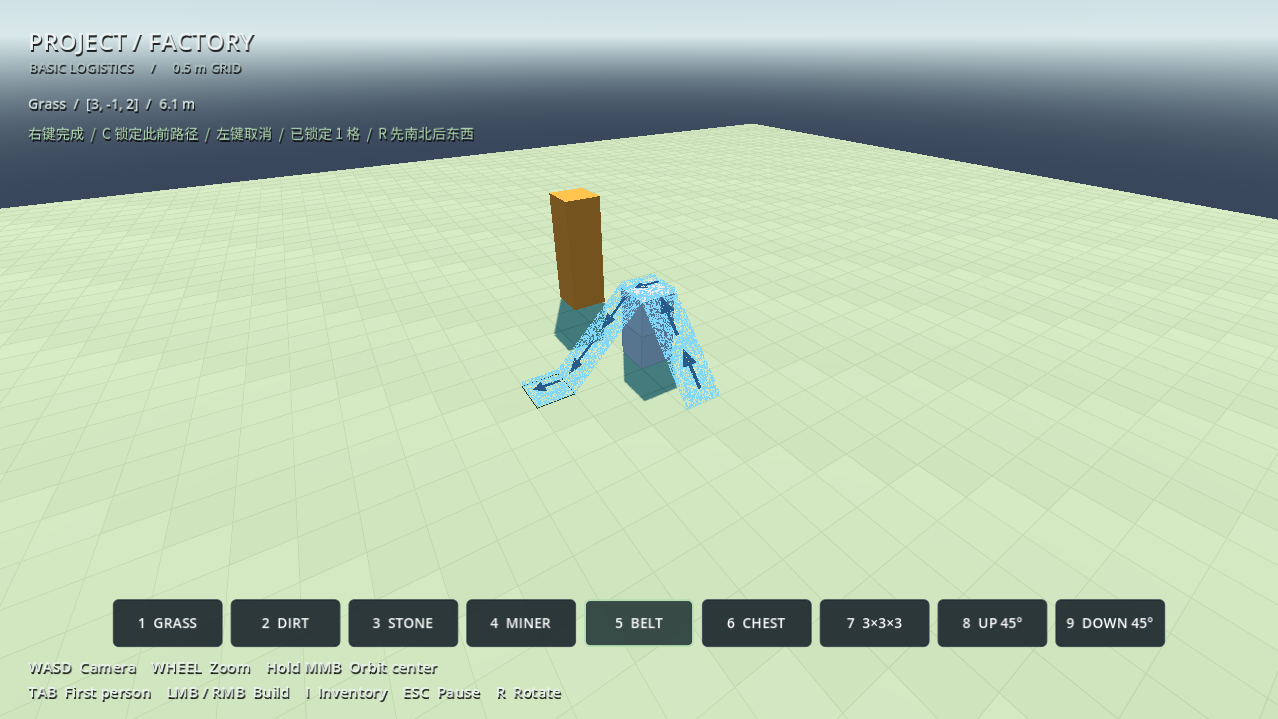 PROJECT / FACTORY
BASIC LOGISTICS / 0.5 m GRID
Grass / [3, -1, 2] / 6.1 m
右键完成 / C 锁定此前路径 / 左键取消 / 已锁定 1 格 / R 先南北后东西
1 GRASS 2 DIRT 3 STONE 4 MINER 5 BELT 6 CHEST 7 3×3×3 8 UP 45° 9 DOWN 45°
WASD Camera WHEEL Zoom Hold MMB Orbit center
TAB First person LMB / RMB Build I Inventory ESC Pause R Rotate